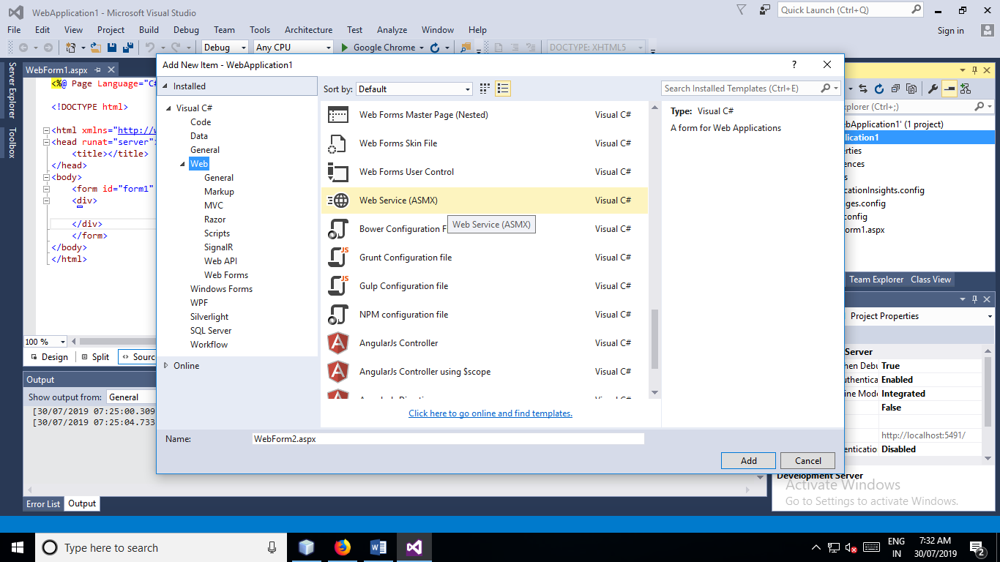 WebApplication1 - Microsoft Visual Studio
Quick Launch (Ctrl+Q)
File Edit View Project Build Debug Team Tools Architecture Test Analyze Window Help
Sign in
Debug Any CPU Google Chrome DOCTYPE: XHTML5
Server Explorer
Toolbox
WebForm1.aspx
<%@ Page Language="C#
<!DOCTYPE html>
<html xmlns="http://w
<head runat="server">
<title></title>
</head>
<body>
<form id="form1"
<div>
</div>
</form>
</body>
</html>
100 %
Design Split Sourc
Output
Show output from: General
[30/07/2019 07:25:00.309
[30/07/2019 07:25:04.733
Error List Output
Add New Item - WebApplication1
? 
Installed
Visual C#
Code
Data
General
Web
General
Markup
MVC
Razor
Scripts
SignalR
Web API
Web Forms
Windows Forms
WPF
Silverlight
SQL Server
Workflow
Online
Sort by: Default
Search Installed Templates (Ctrl+E)
Web Forms Master Page (Nested) Visual C#
Web Forms Skin File Visual C#
Web Forms User Control Visual C#
Web Service (ASMX) Visual C#
Web Service (ASMX)
Bower Configuration F Visual C#
Grunt Configuration file Visual C#
Gulp Configuration file Visual C#
NPM configuration file Visual C#
AngularJs Controller Visual C#
AngularJs Controller using $scope Visual C#
Click here to go online and find templates.
Type: Visual C#
A form for Web Applications
Name: WebForm2.aspx
Add Cancel
xplorer (Ctrl+;)
ebApplication1' (1 project)
lication1
erties
ences
s
cationInsights.config
ges.config
config
orm1.aspx
Team Explorer Class View
Project Properties
Server
hen Debu True
uthentica Enabled
ine Mode Integrated
False
http://localhost:5491/
entication Disabled
Development Server
Activate Windows
Go to Settings to activate Windows.
Type here to search
ENG
IN
7:32 AM
30/07/2019
2